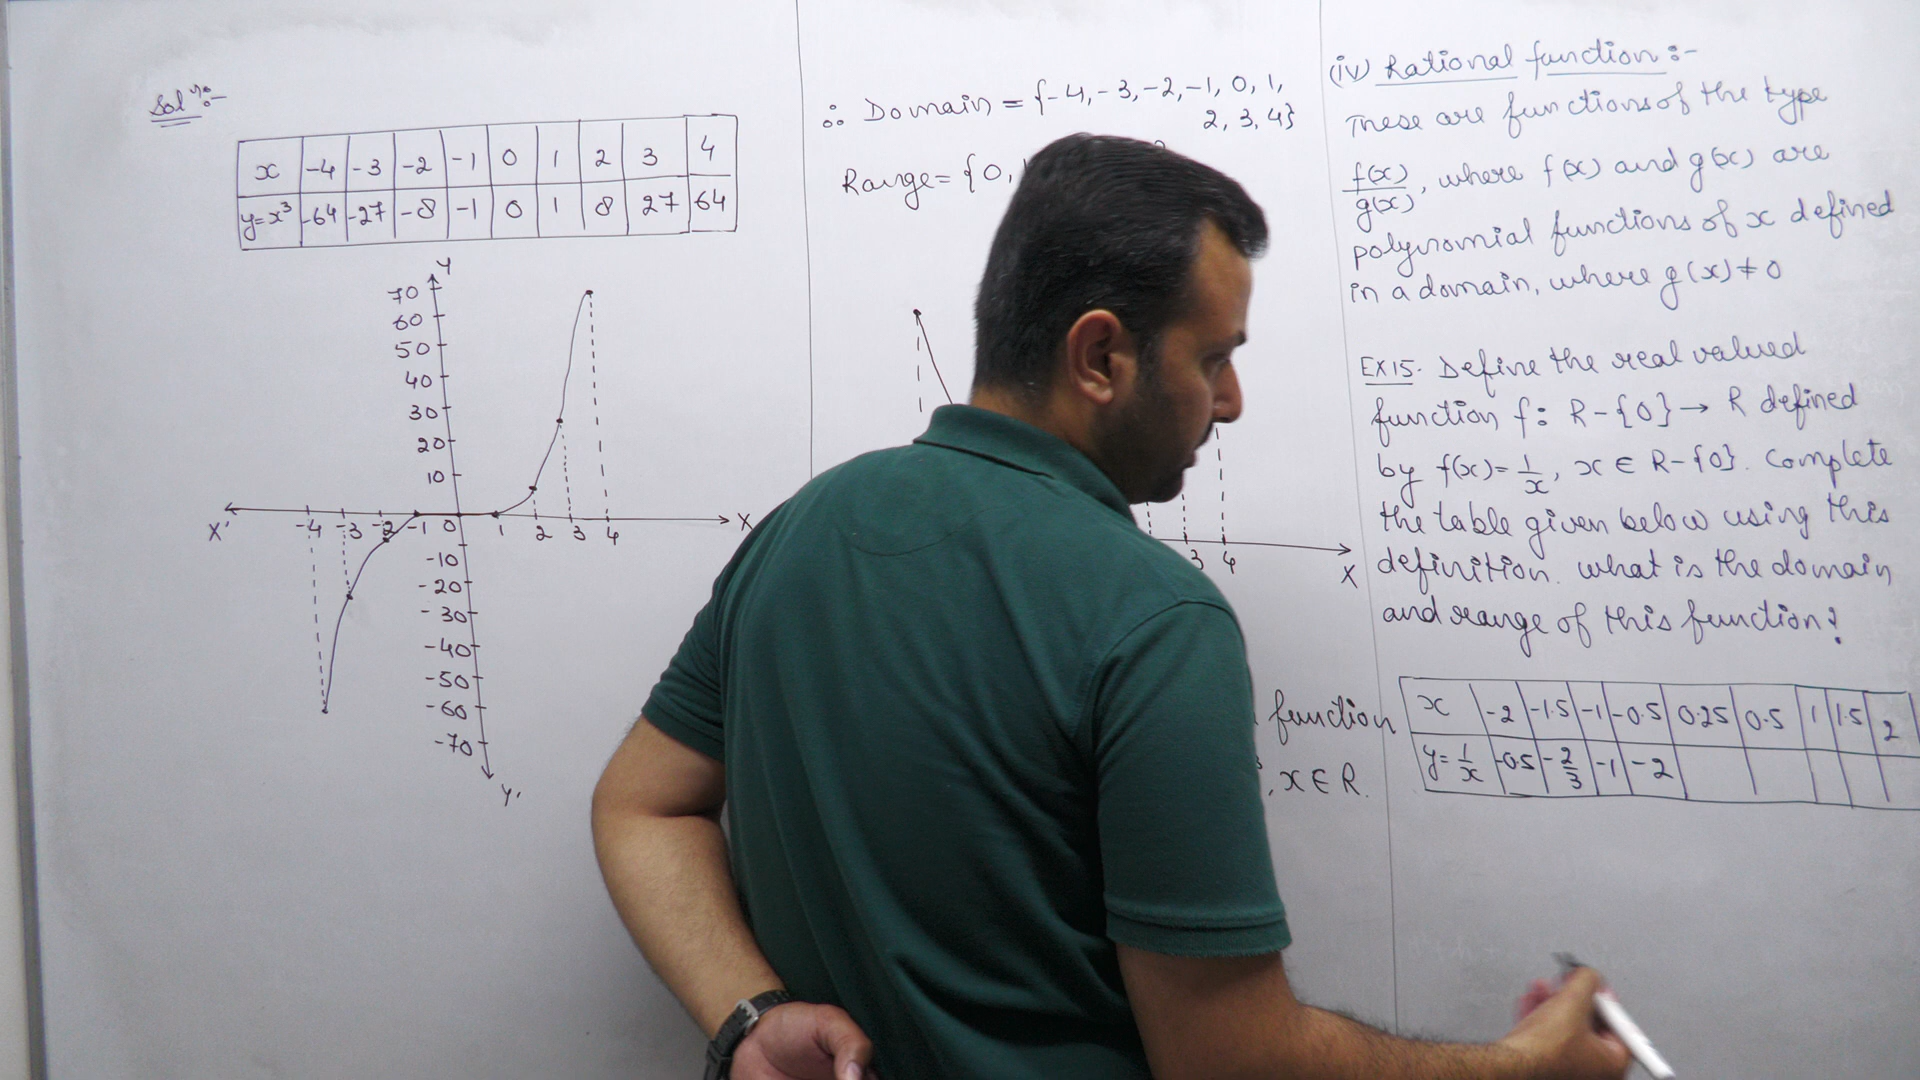 Solⁿ:-
x -4 -3 -2 -1 0 1 2 3 4
y=x³ -64 -27 -8 -1 0 1 8 27 64
Y
70
60
50
40
30
20
10
X' -4 -3 -2 -1 0 1 2 3 4 X
-10
-20
-30
-40
-50
-60
-70
Y'
∴ Domain = {-4, -3, -2, -1, 0, 1,
2, 3, 4}
Range = {0,
3 4 X
function
, x ∈ R.
(iv) Rational function :-
These are functions of the type
f(x)/g(x), where f(x) and g(x) are
polynomial functions of x defined
in a domain, where g(x) ≠ 0
EX15. Define the real valued
function f: R-{0} → R defined
by f(x) = 1/x, x ∈ R-{0}. Complete
the table given below using this
definition. what is the domain
and range of this function?
x -2 -1.5 -1 -0.5 0.25 0.5 1 1.5 2
y = 1/x -0.5 -2/3 -1 -2